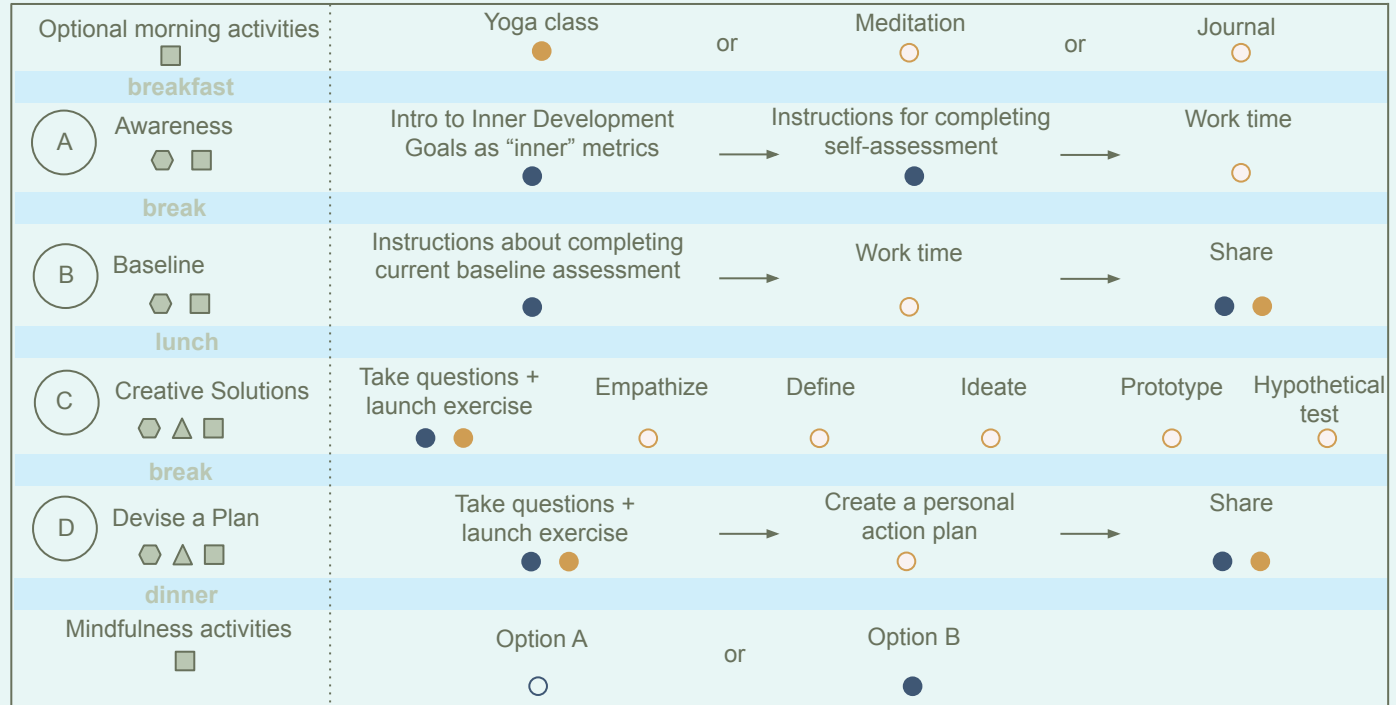 Optional morning activities
Yoga class
or
Meditation
or
Journal
breakfast
A
Awareness
Intro to Inner Development
Goals as “inner” metrics
Instructions for completing
self-assessment
Work time
break
B
Baseline
Instructions about completing
current baseline assessment
Work time
Share
lunch
C
Creative Solutions
Take questions +
launch exercise
Empathize
Define
Ideate
Prototype
Hypothetical
test
break
D
Devise a Plan
Take questions +
launch exercise
Create a personal
action plan
Share
dinner
Mindfulness activities
Option A
or
Option B